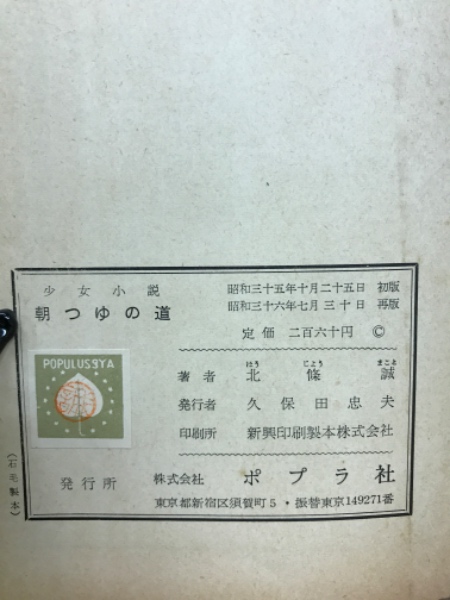 少女小説
朝つゆの道
昭和三十五年十月二十五日 初版
昭和三十六年七月三十日 再版
定価 二百六十円 ©
POPULUSSYA
著者 北條誠
ほうじょうまこと
発行者 久保田忠夫
印刷所 新興印刷製本株式会社
発行所 株式会社 ポプラ社
東京都新宿区須賀町5・振替東京149271番
（石毛製本）